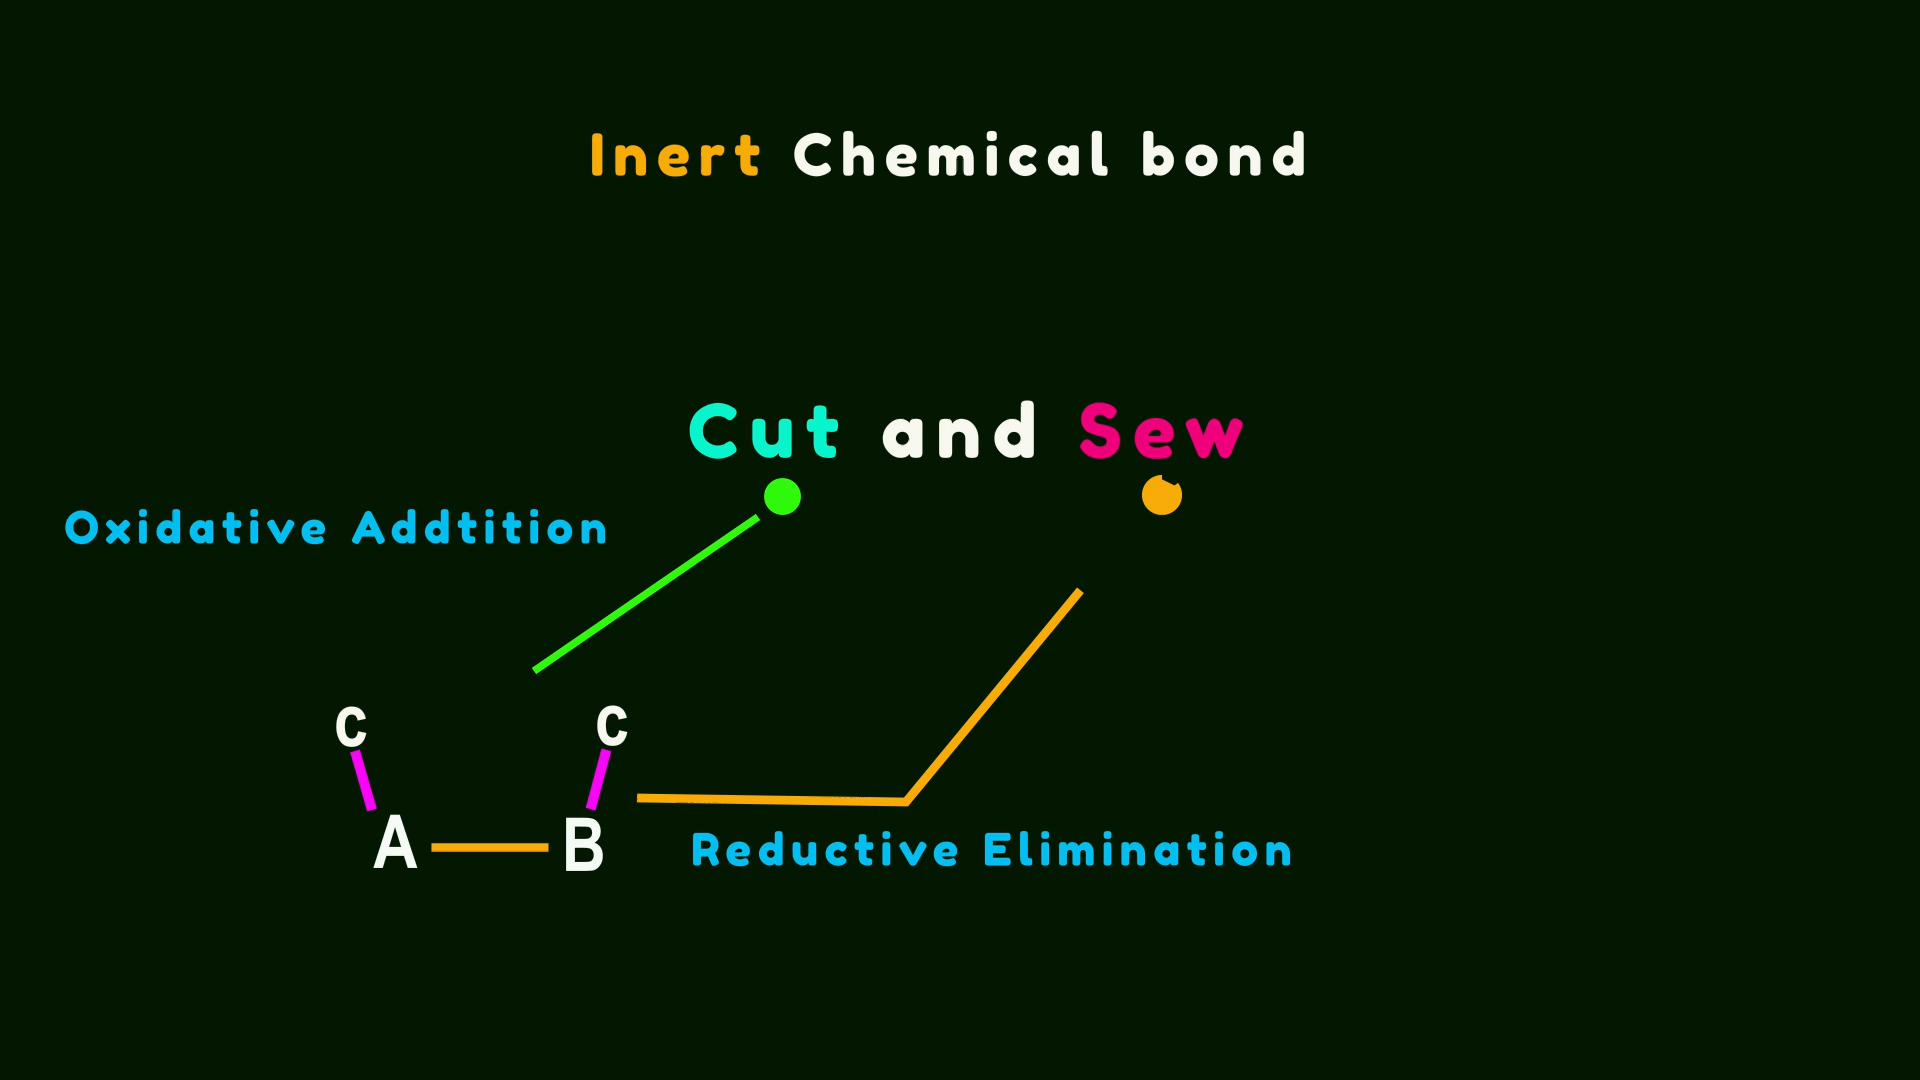 Inert Chemical bond
Cut and Sew
Oxidative Addtition
C C
A B
Reductive Elimination